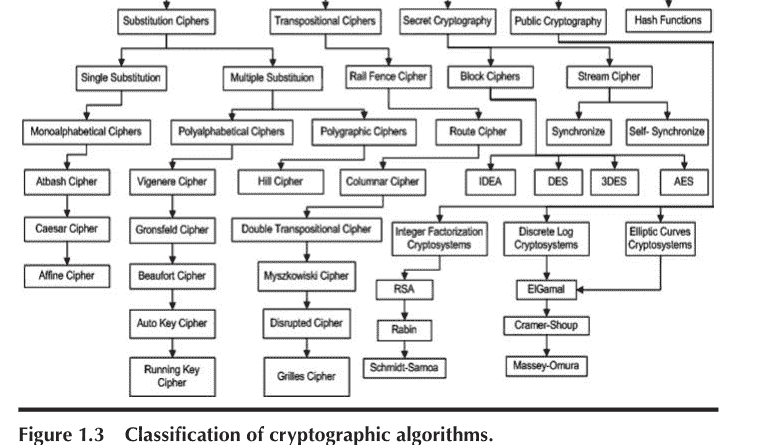 Substitution Ciphers
Transpositional Ciphers
Secret Cryptography
Public Cryptography
Hash Functions
Single Substitution
Multiple Substituion
Rail Fence Cipher
Block Ciphers
Stream Cipher
Monoalphabetical Ciphers
Polyalphabetical Ciphers
Polygraphic Ciphers
Route Cipher
Synchronize
Self- Synchronize
Atbash Cipher
Vigenere Cipher
Hill Cipher
Columnar Cipher
IDEA
DES
3DES
AES
Caesar Cipher
Gronsfeld Cipher
Double Transpositional Cipher
Integer Factorization
Cryptosystems
Discrete Log
Cryptosystems
Elliptic Curves
Cryptosystems
Affine Cipher
Beaufort Cipher
Myszkowiski Cipher
RSA
ElGamal
Auto Key Cipher
Disrupted Cipher
Rabin
Cramer-Shoup
Running Key
Cipher
Grilles Cipher
Schmidt-Samoa
Massey-Omura
Figure 1.3 Classification of cryptographic algorithms.